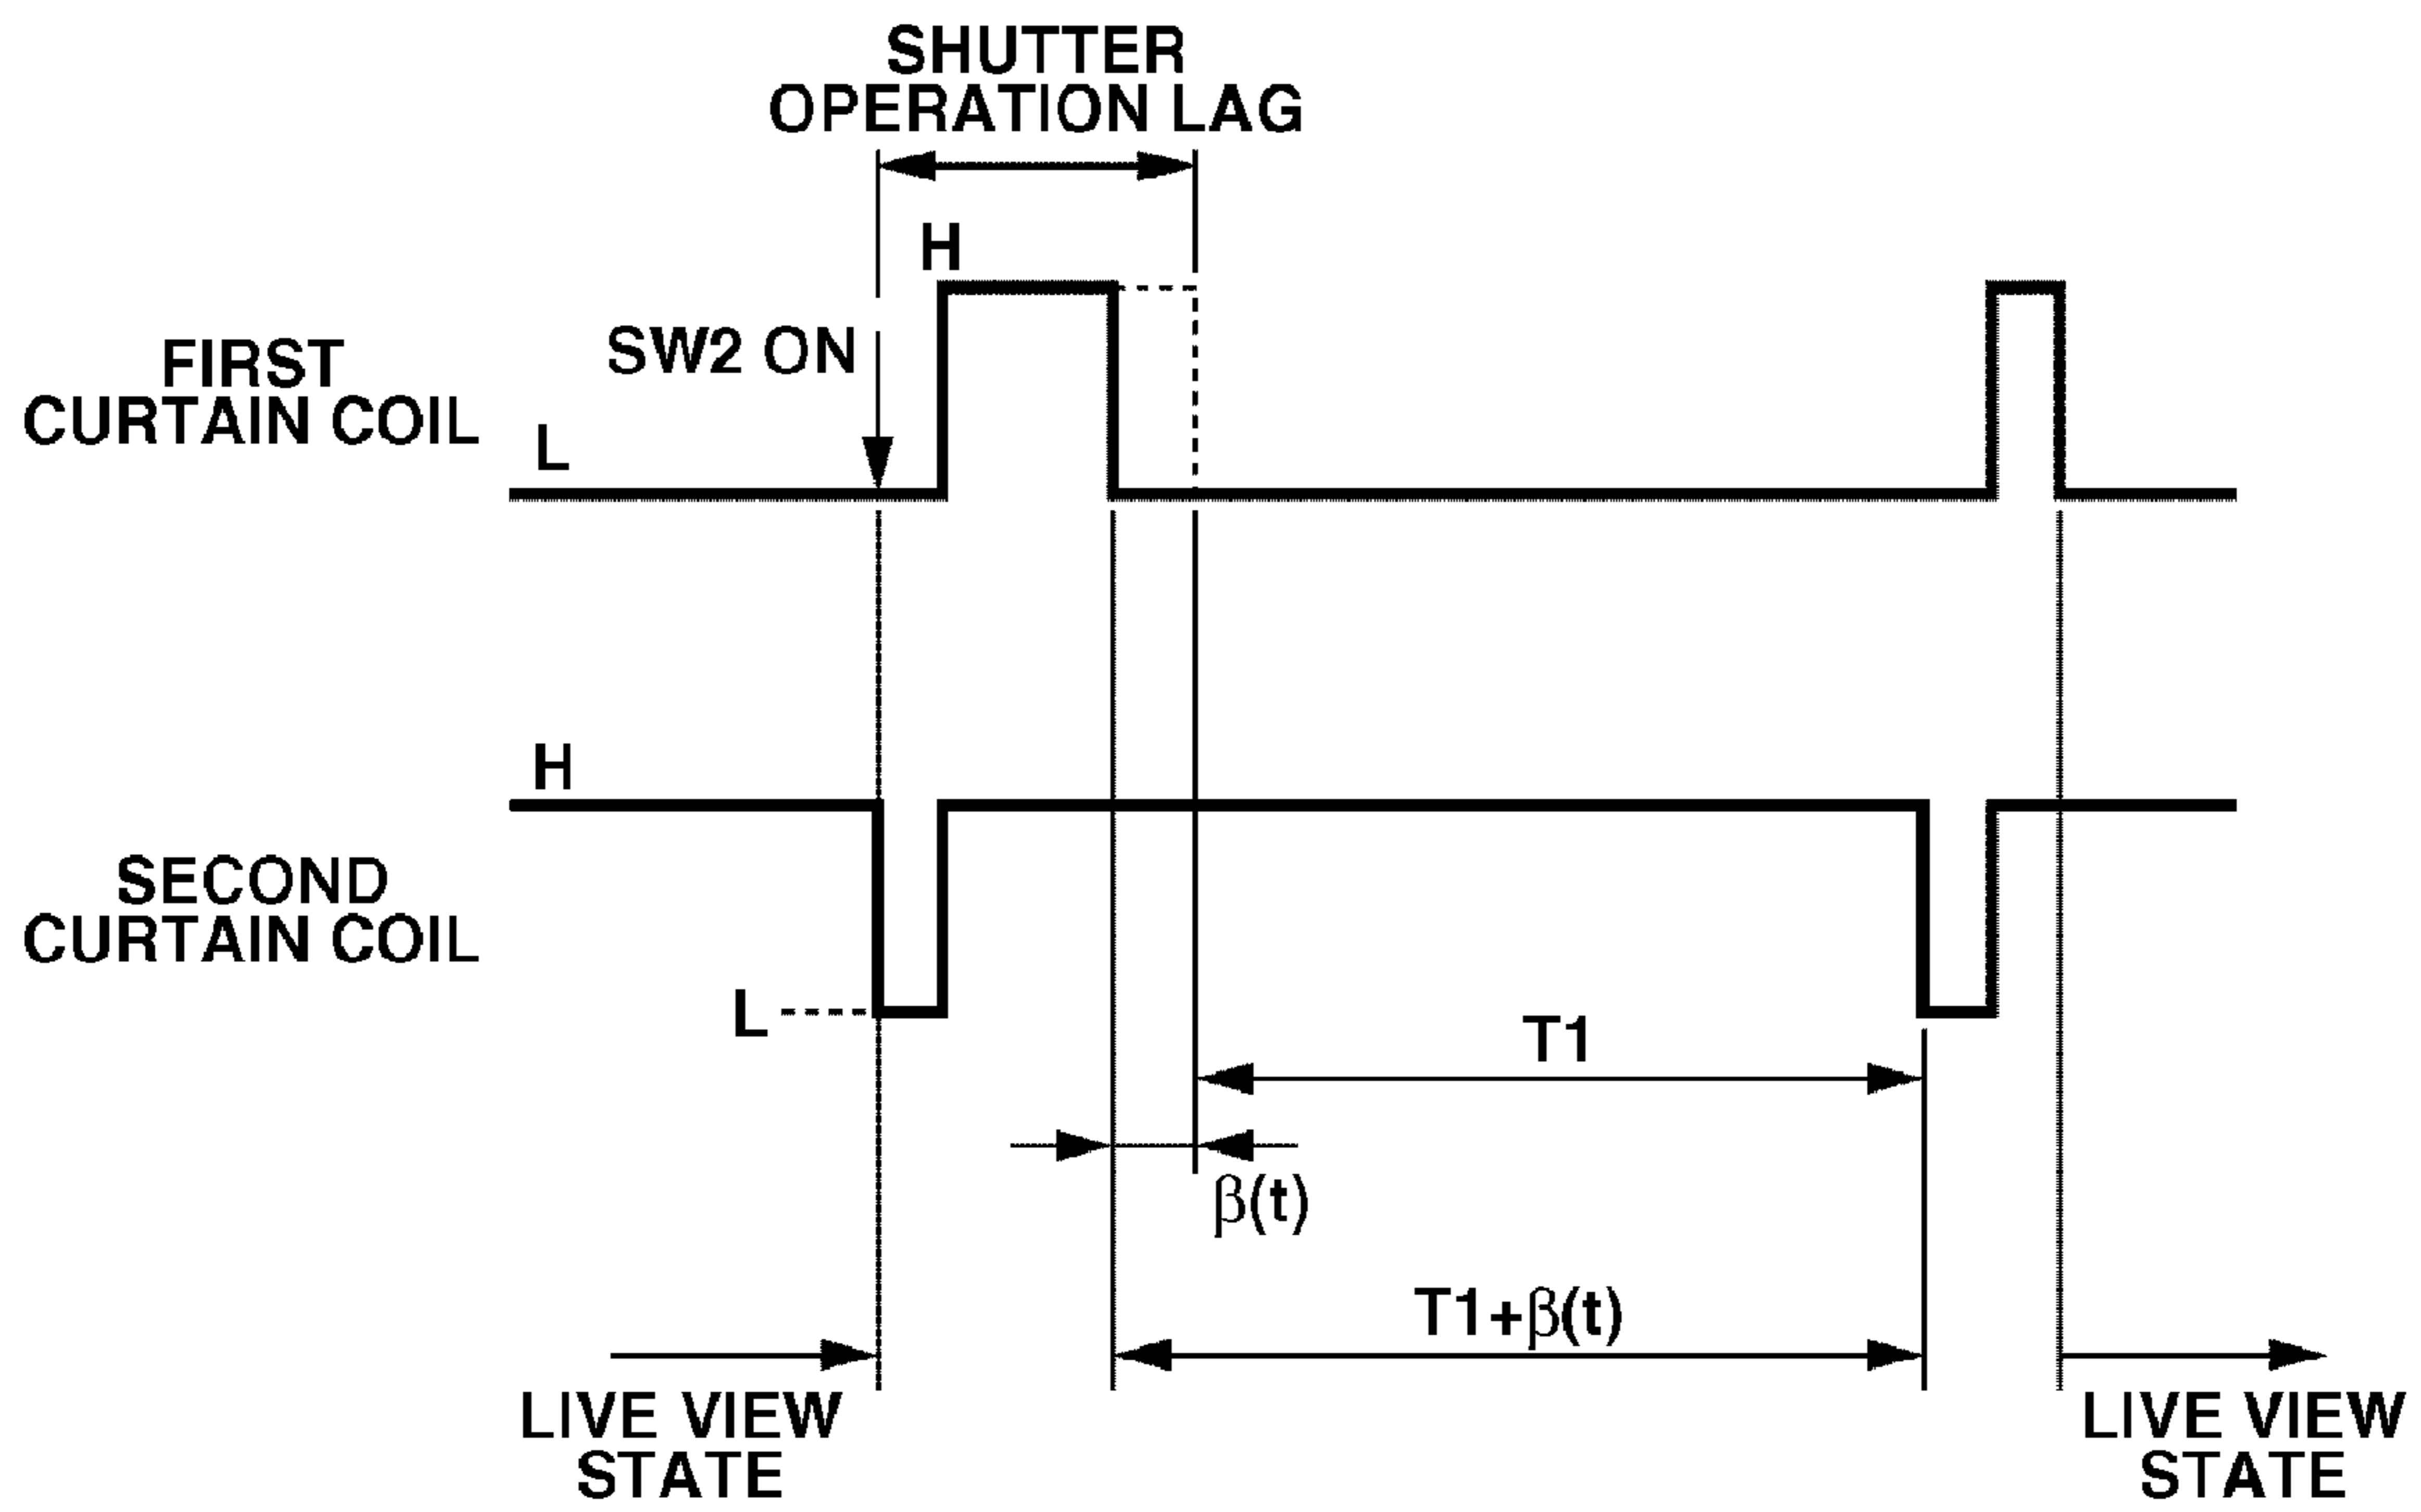 SHUTTER
OPERATION LAG
H
SW2 ON
FIRST
CURTAIN COIL
L
H
SECOND
CURTAIN COIL
L
T1
β(t)
T1+β(t)
LIVE VIEW
STATE
LIVE VIEW
STATE